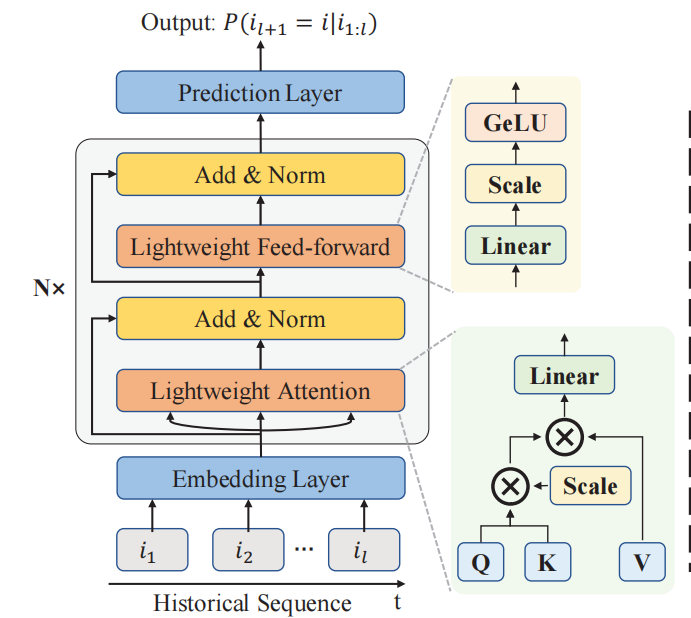 Output: P(i_{l+1} = i|i_{1:l})
Prediction Layer
Add & Norm
Lightweight Feed-forward
N×
Add & Norm
Lightweight Attention
Embedding Layer
i_1 i_2 ... i_l
Historical Sequence t
GeLU
Scale
Linear
Linear
Scale
Q K V